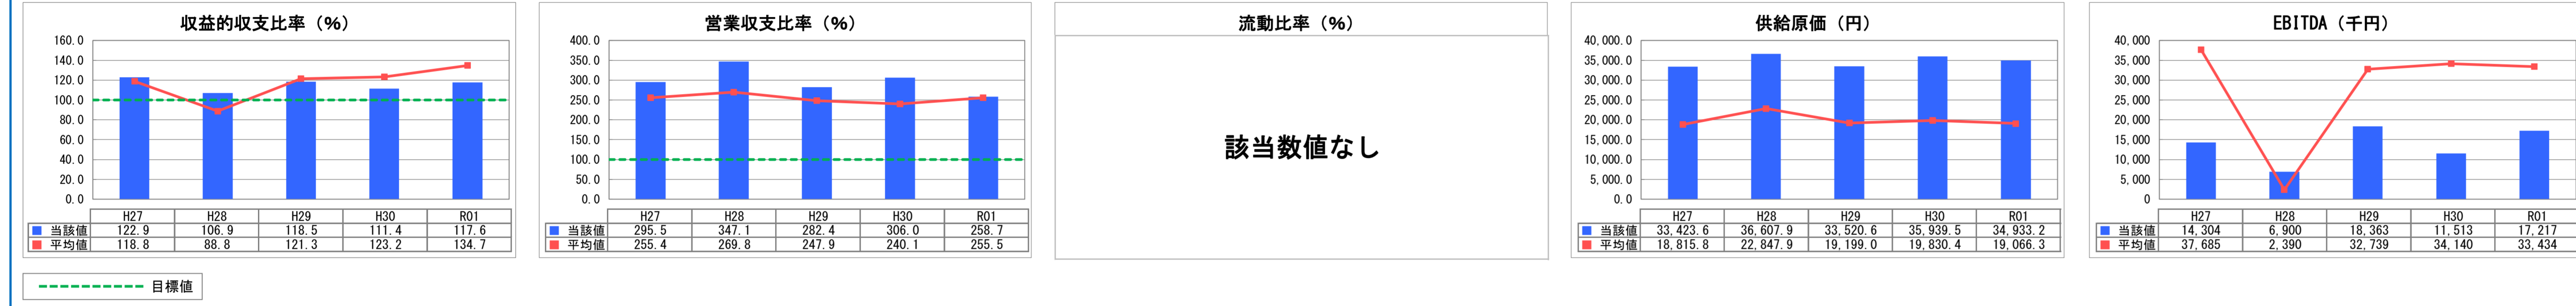 収益的収支比率（％）
160.0
140.0
120.0
100.0
80.0
60.0
40.0
20.0
0.0
H27 H28 H29 H30 R01
当該値 122.9 106.9 118.5 111.4 117.6
平均値 118.8 88.8 121.3 123.2 134.7
営業収支比率（％）
400.0
350.0
300.0
250.0
200.0
150.0
100.0
50.0
0.0
H27 H28 H29 H30 R01
当該値 295.5 347.1 282.4 306.0 258.7
平均値 255.4 269.8 247.9 240.1 255.5
流動比率（％）
該当数値なし
供給原価（円）
40,000.0
35,000.0
30,000.0
25,000.0
20,000.0
15,000.0
10,000.0
5,000.0
0.0
H27 H28 H29 H30 R01
当該値 33,423.6 36,607.9 33,520.6 35,939.5 34,933.2
平均値 18,815.8 22,847.9 19,199.0 19,830.4 19,066.3
EBITDA（千円）
40,000
35,000
30,000
25,000
20,000
15,000
10,000
5,000
0
H27 H28 H29 H30 R01
当該値 14,304 6,900 18,363 11,513 17,217
平均値 37,685 2,390 32,739 34,140 33,434
目標値